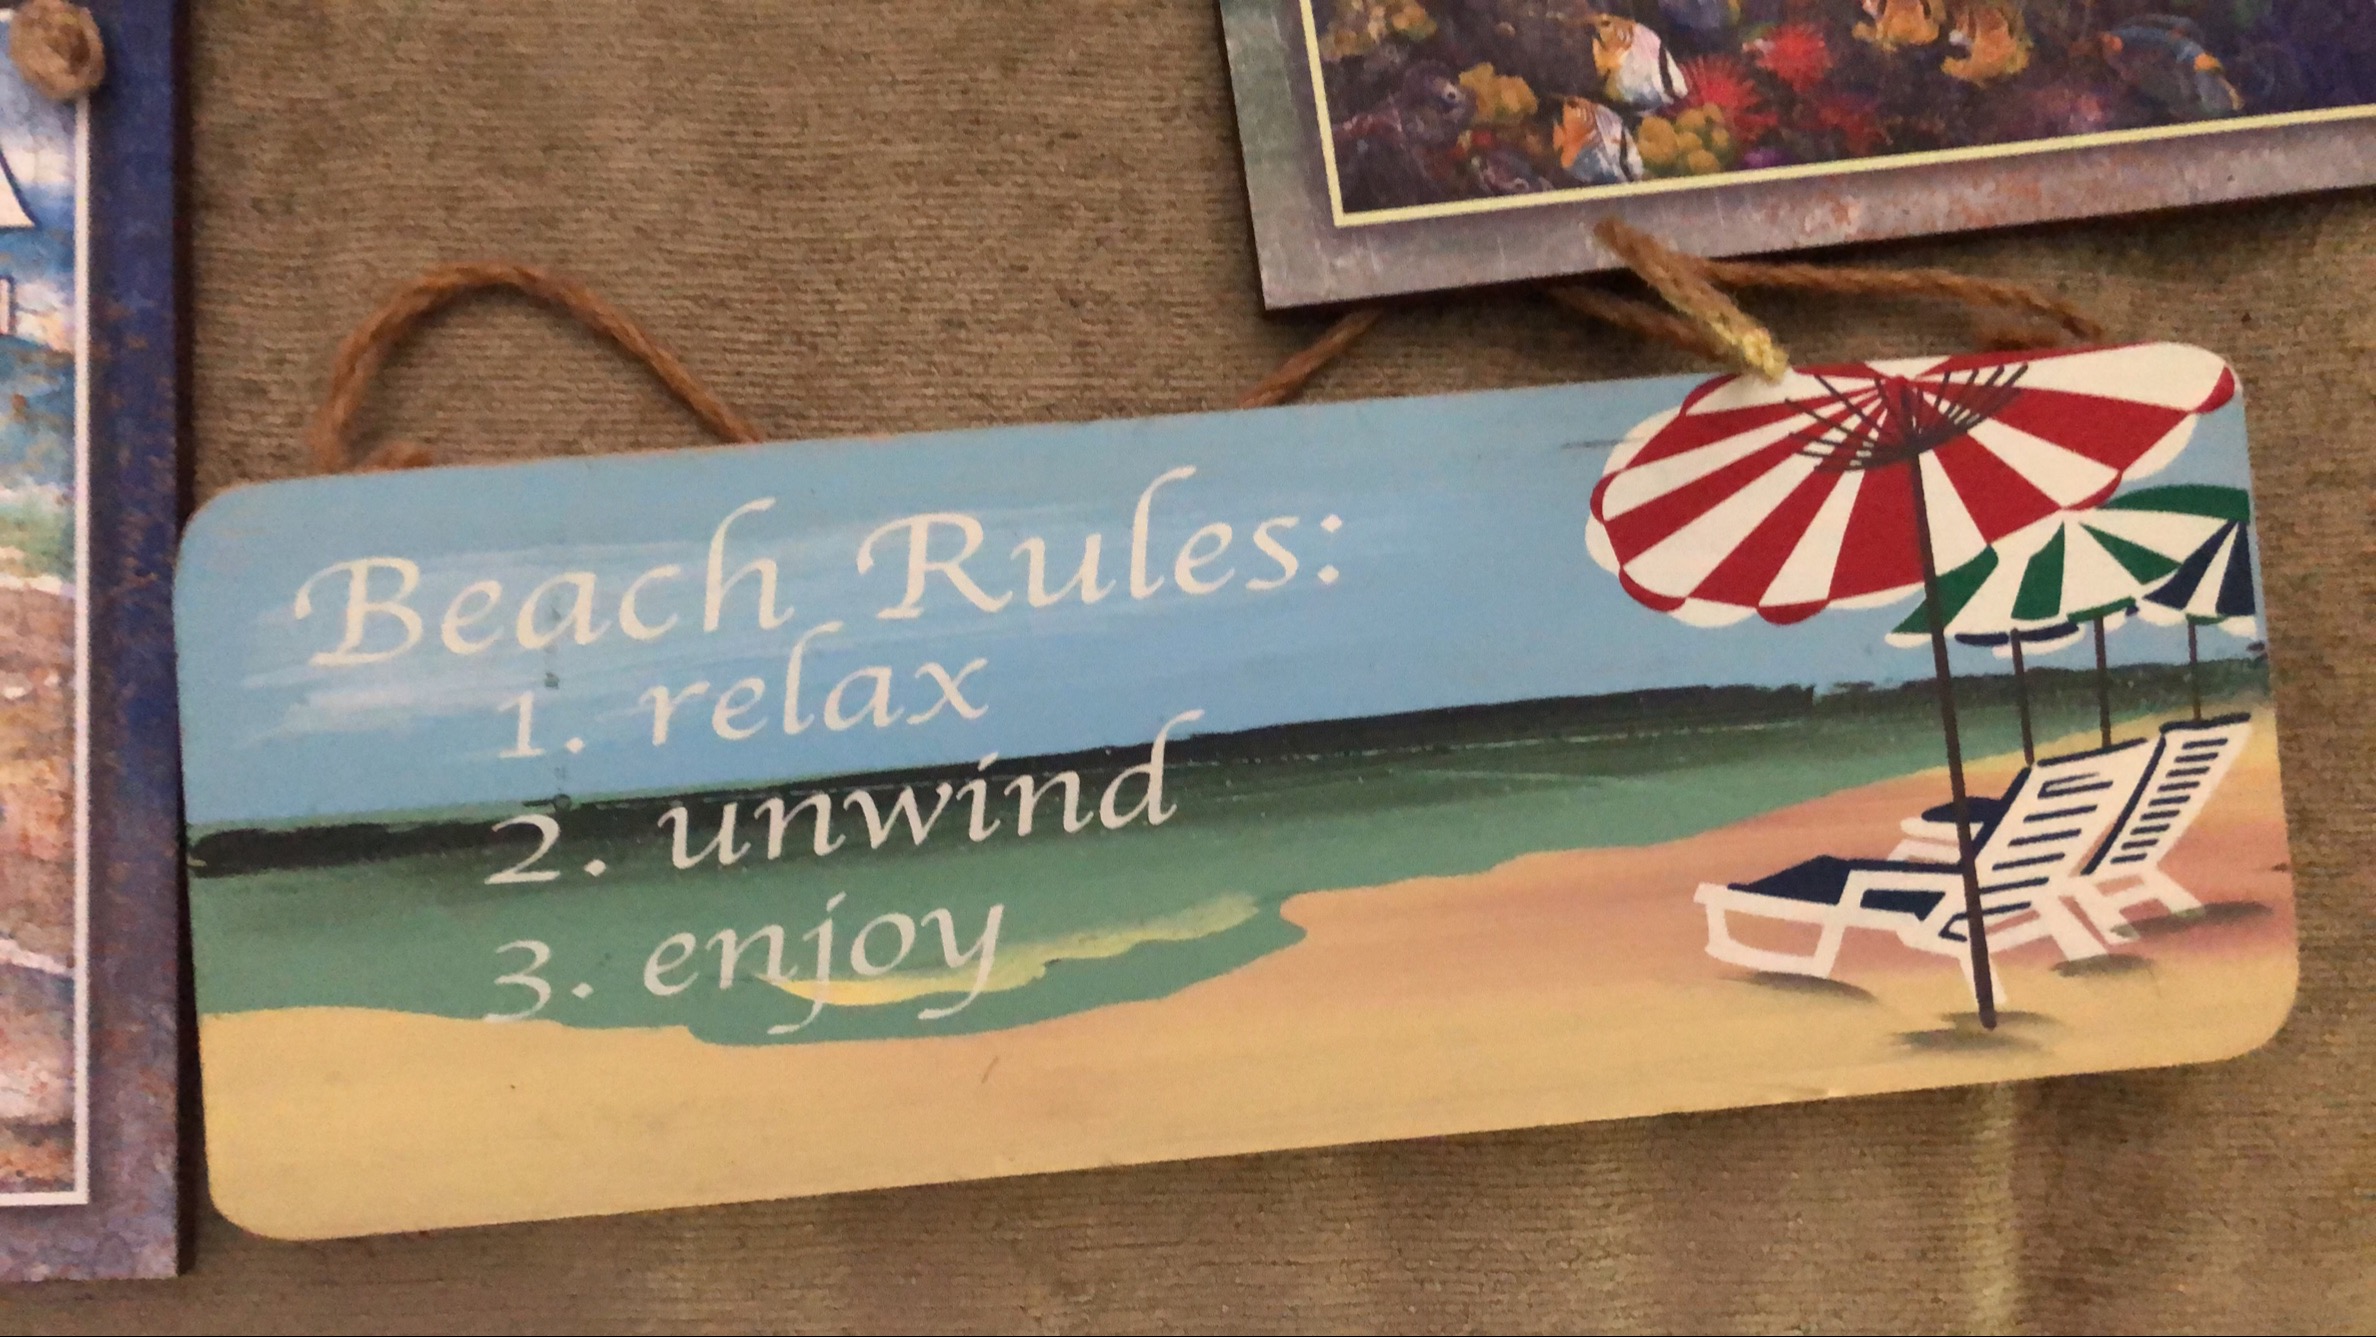 Beach Rules:
1. relax
2. unwind
3. enjoy